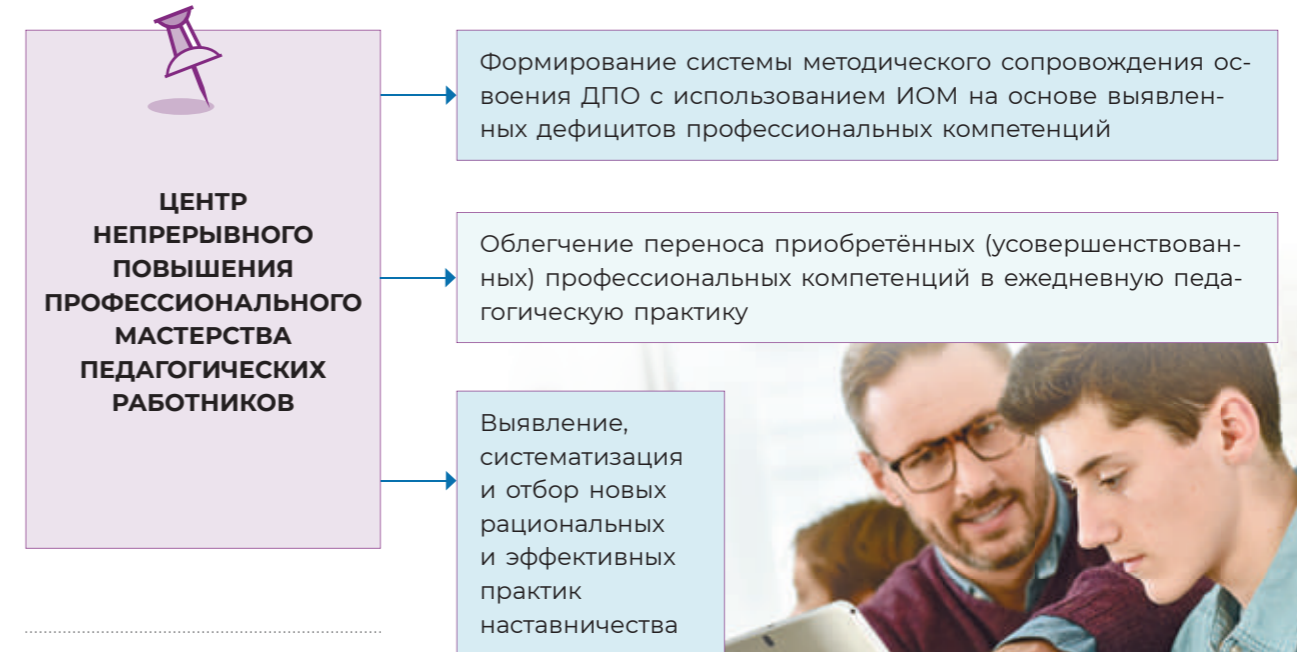 ЦЕНТР
НЕПРЕРЫВНОГО
ПОВЫШЕНИЯ
ПРОФЕССИОНАЛЬНОГО
МАСТЕРСТВА
ПЕДАГОГИЧЕСКИХ
РАБОТНИКОВ
Формирование системы методического сопровождения ос-
воения ДПО с использованием ИОМ на основе выявлен-
ных дефицитов профессиональных компетенций
Облегчение переноса приобретённых (усовершенствован-
ных) профессиональных компетенций в ежедневную педа-
гогическую практику
Выявление,
систематизация
и отбор новых
рациональных
и эффективных
практик
наставничества